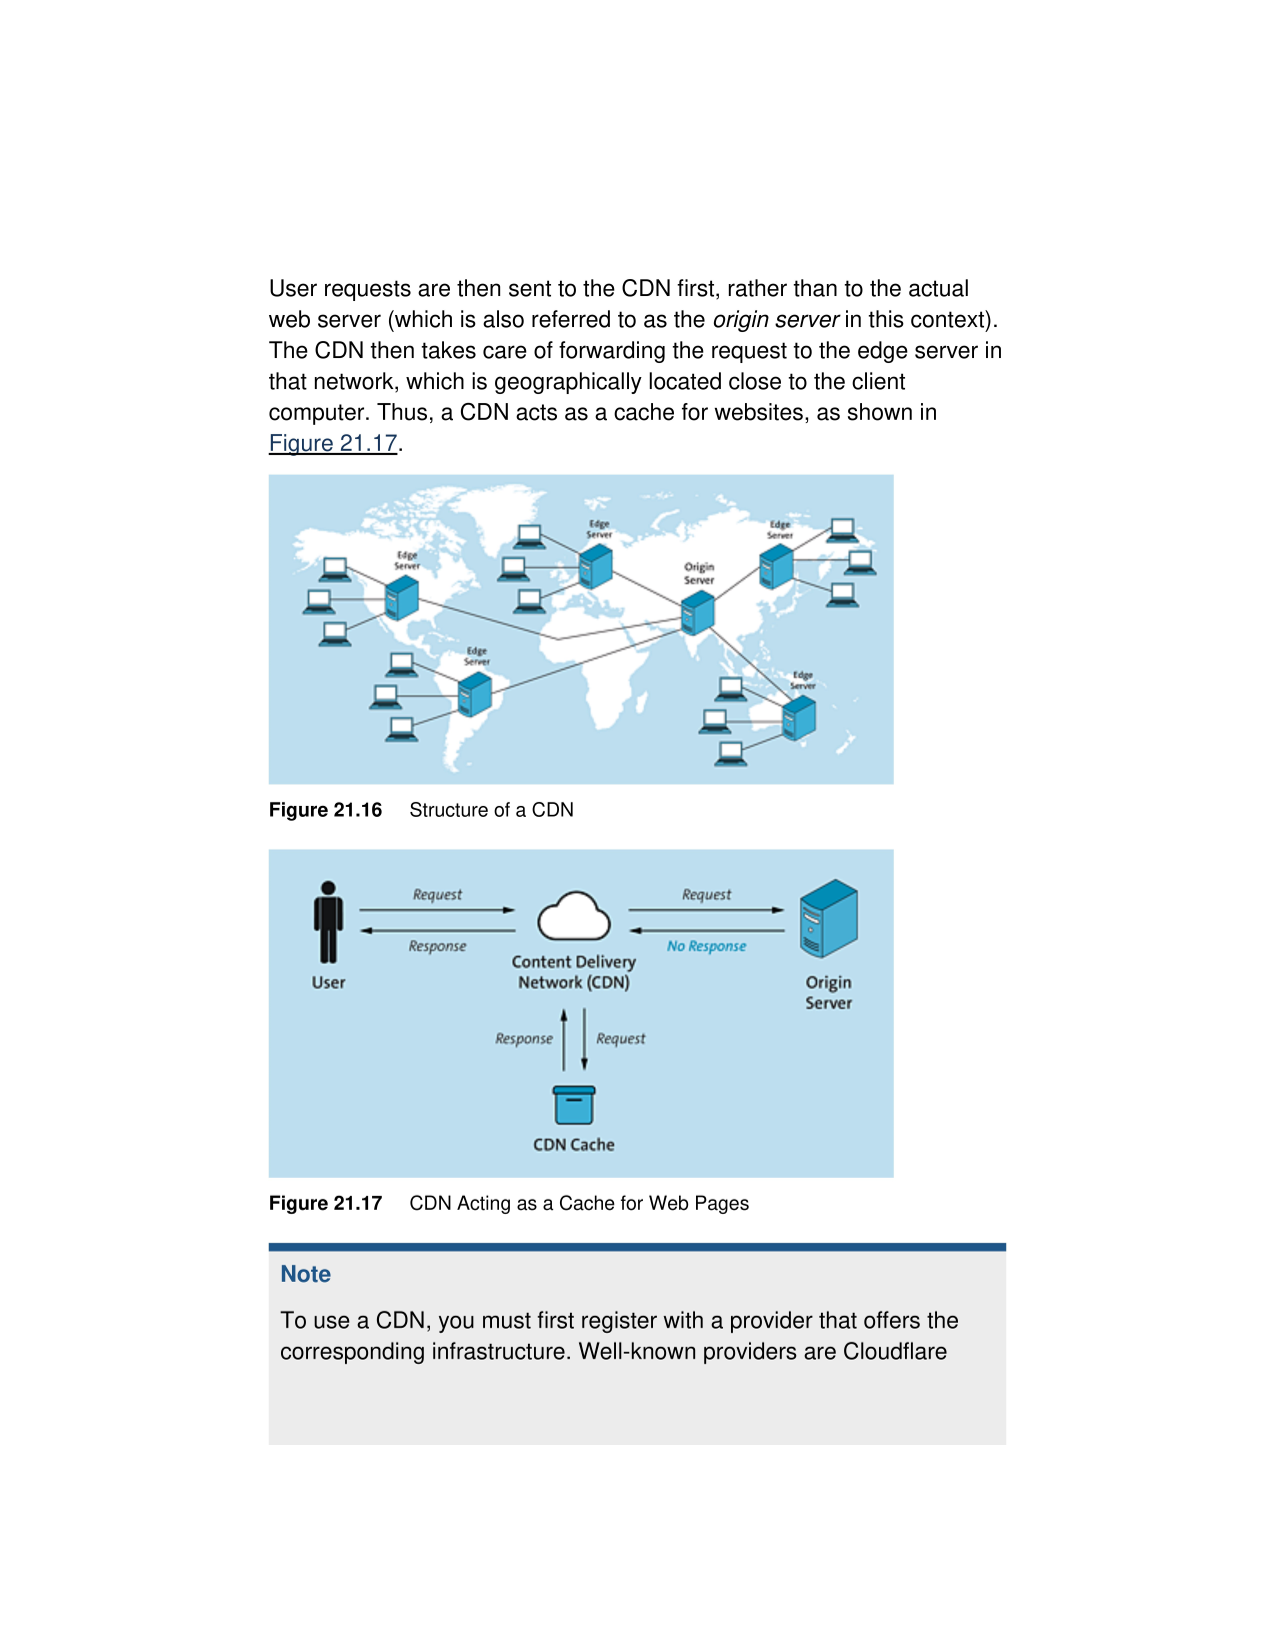 User requests are then sent to the CDN first, rather than to the actual
web server (which is also referred to as the origin server in this context).
The CDN then takes care of forwarding the request to the edge server in
that network, which is geographically located close to the client
computer. Thus, a CDN acts as a cache for websites, as shown in
Figure 21.17.
Edge
Server
Edge
Server
Edge
Server
Origin
Server
Edge
Server
Edge
Server
Figure 21.16 Structure of a CDN
Request
Request
Response
No Response
User
Content Delivery
Network (CDN)
Origin
Server
Response
Request
CDN Cache
Figure 21.17 CDN Acting as a Cache for Web Pages
Note
To use a CDN, you must first register with a provider that offers the
corresponding infrastructure. Well-known providers are Cloudflare